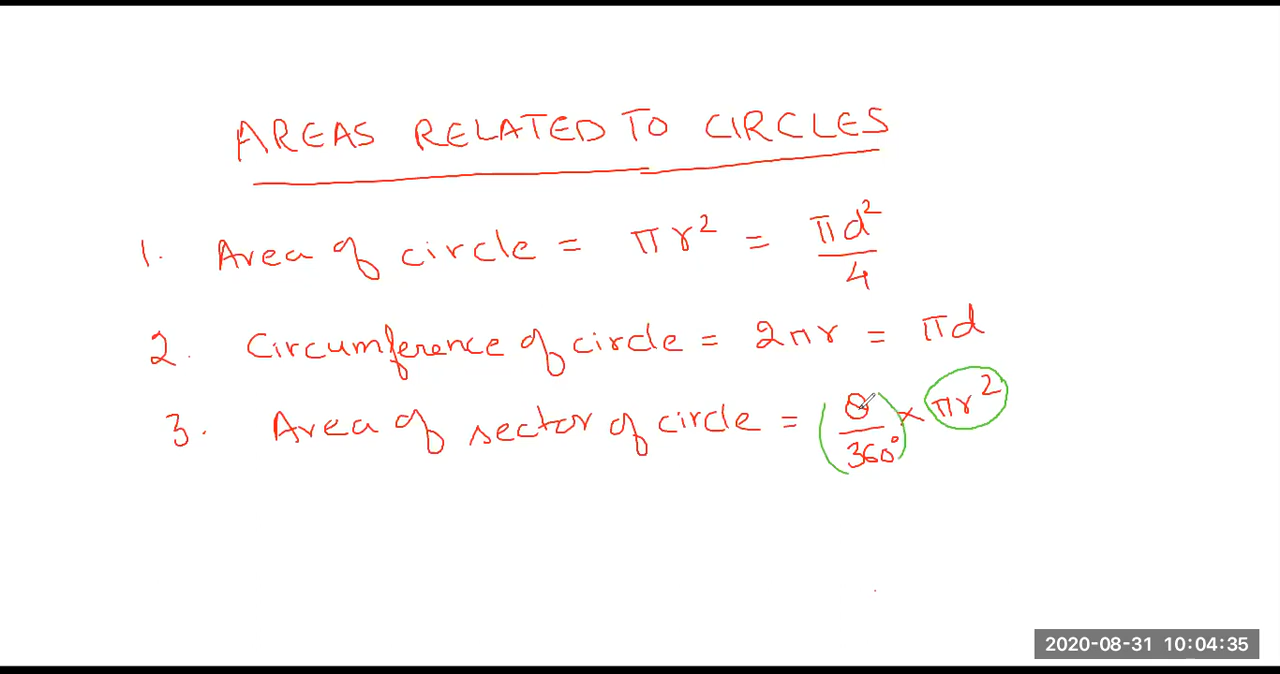 AREAS RELATED TO CIRCLES
1. Area of circle = πr² = πd²/4
2. Circumference of circle = 2πr = πd
3. Area of sector of circle = (θ/360°) × πr²
2020-08-31 10:04:35